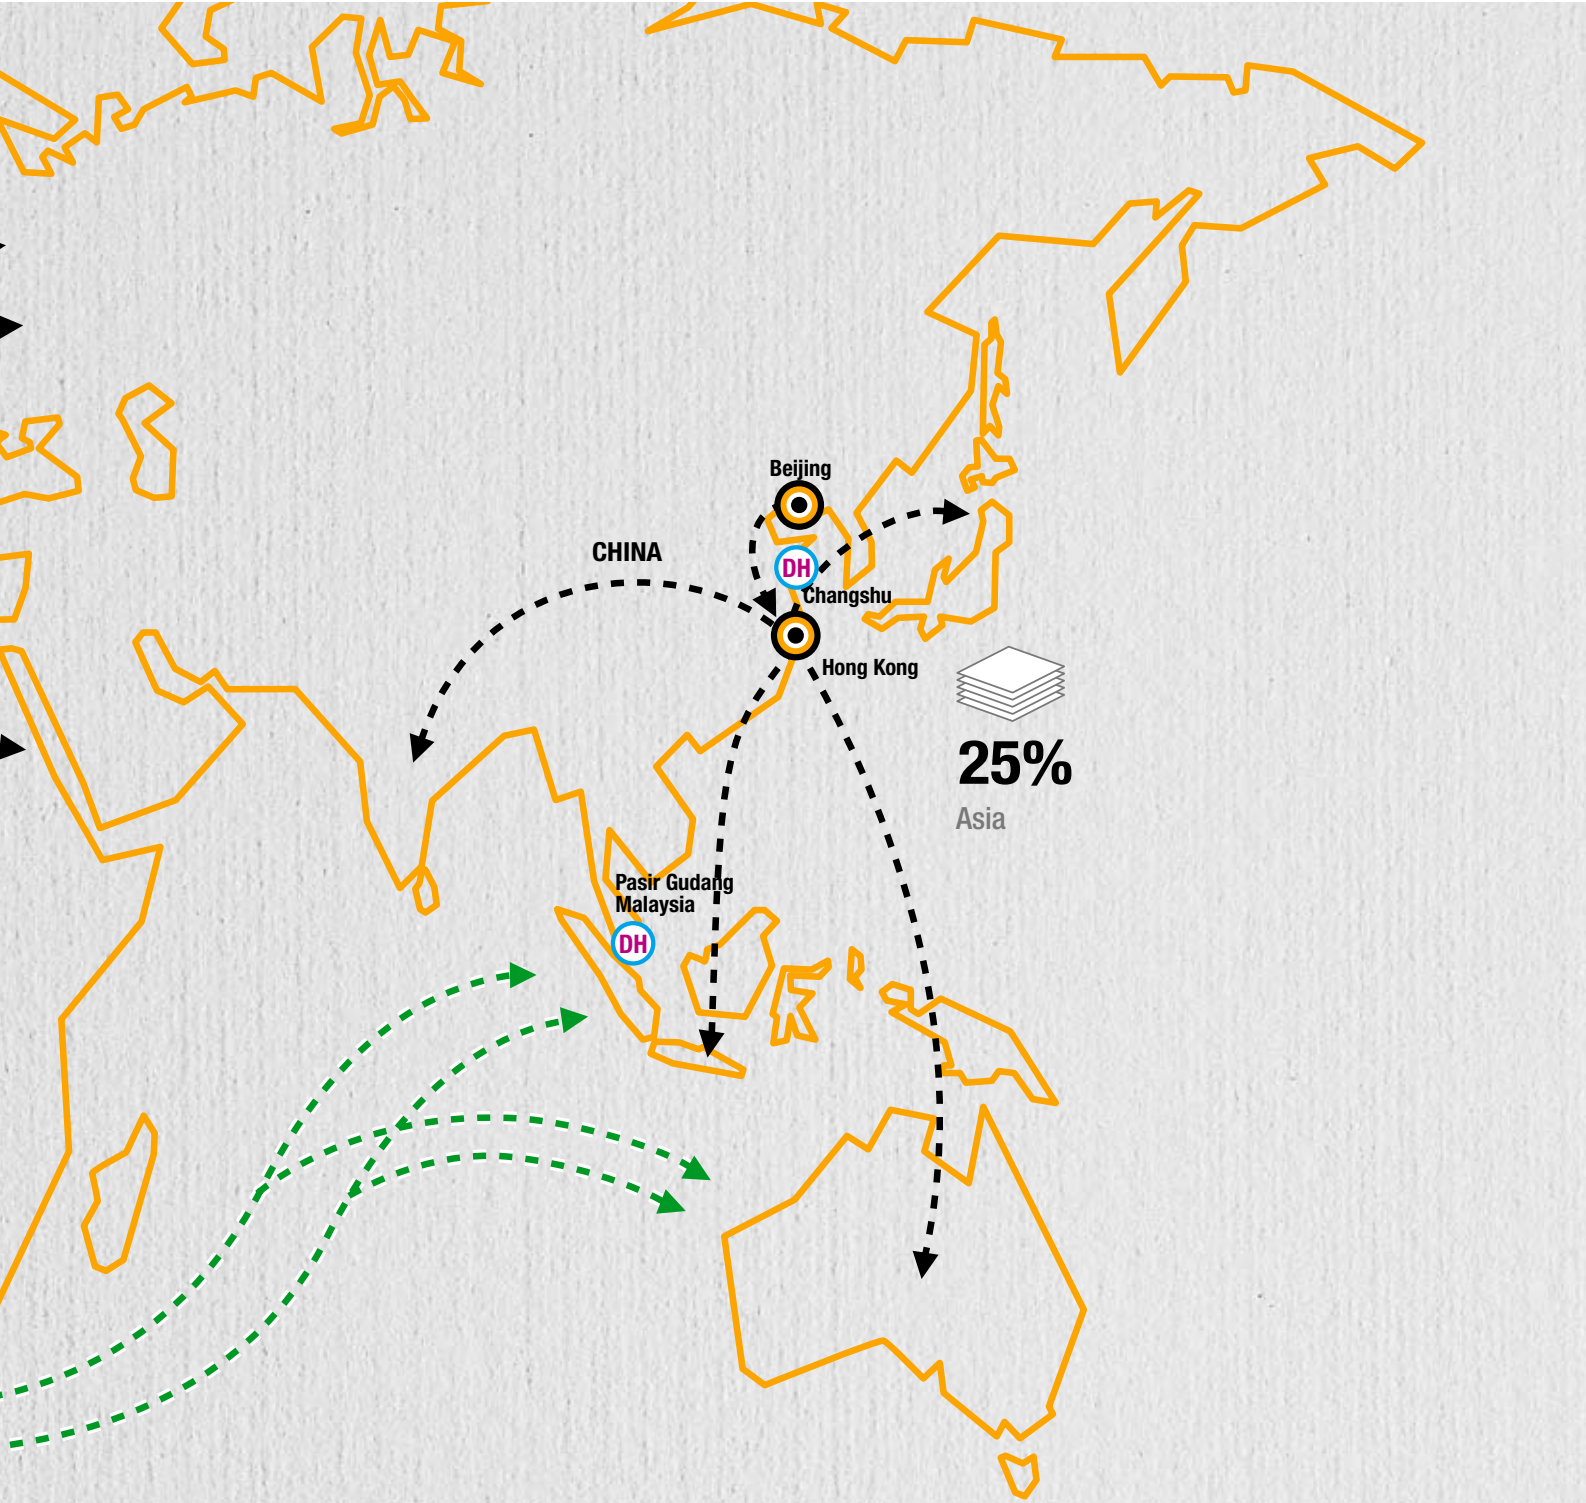 Beijing
CHINA
DH
Changshu
Hong Kong
25%
Asia
Pasir Gudang
Malaysia
DH